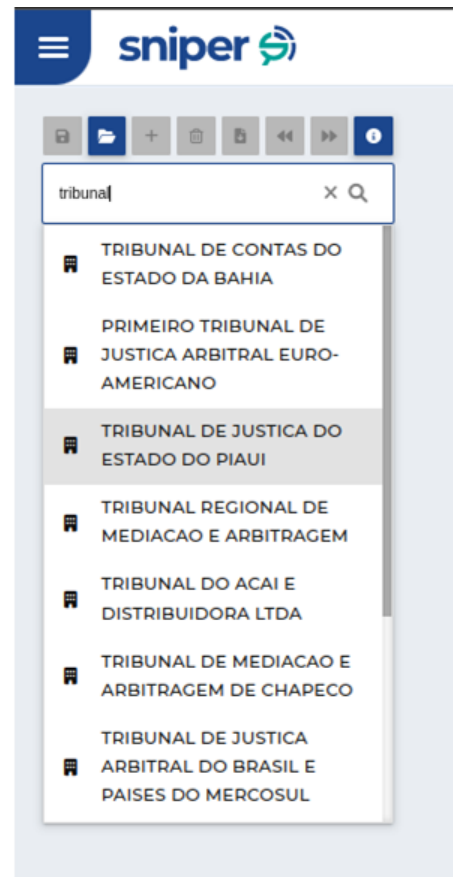 sniper
tribunal
TRIBUNAL DE CONTAS DO
ESTADO DA BAHIA
PRIMEIRO TRIBUNAL DE
JUSTICA ARBITRAL EURO-
AMERICANO
TRIBUNAL DE JUSTICA DO
ESTADO DO PIAUI
TRIBUNAL REGIONAL DE
MEDIACAO E ARBITRAGEM
TRIBUNAL DO ACAI E
DISTRIBUIDORA LTDA
TRIBUNAL DE MEDIACAO E
ARBITRAGEM DE CHAPECO
TRIBUNAL DE JUSTICA
ARBITRAL DO BRASIL E
PAISES DO MERCOSUL